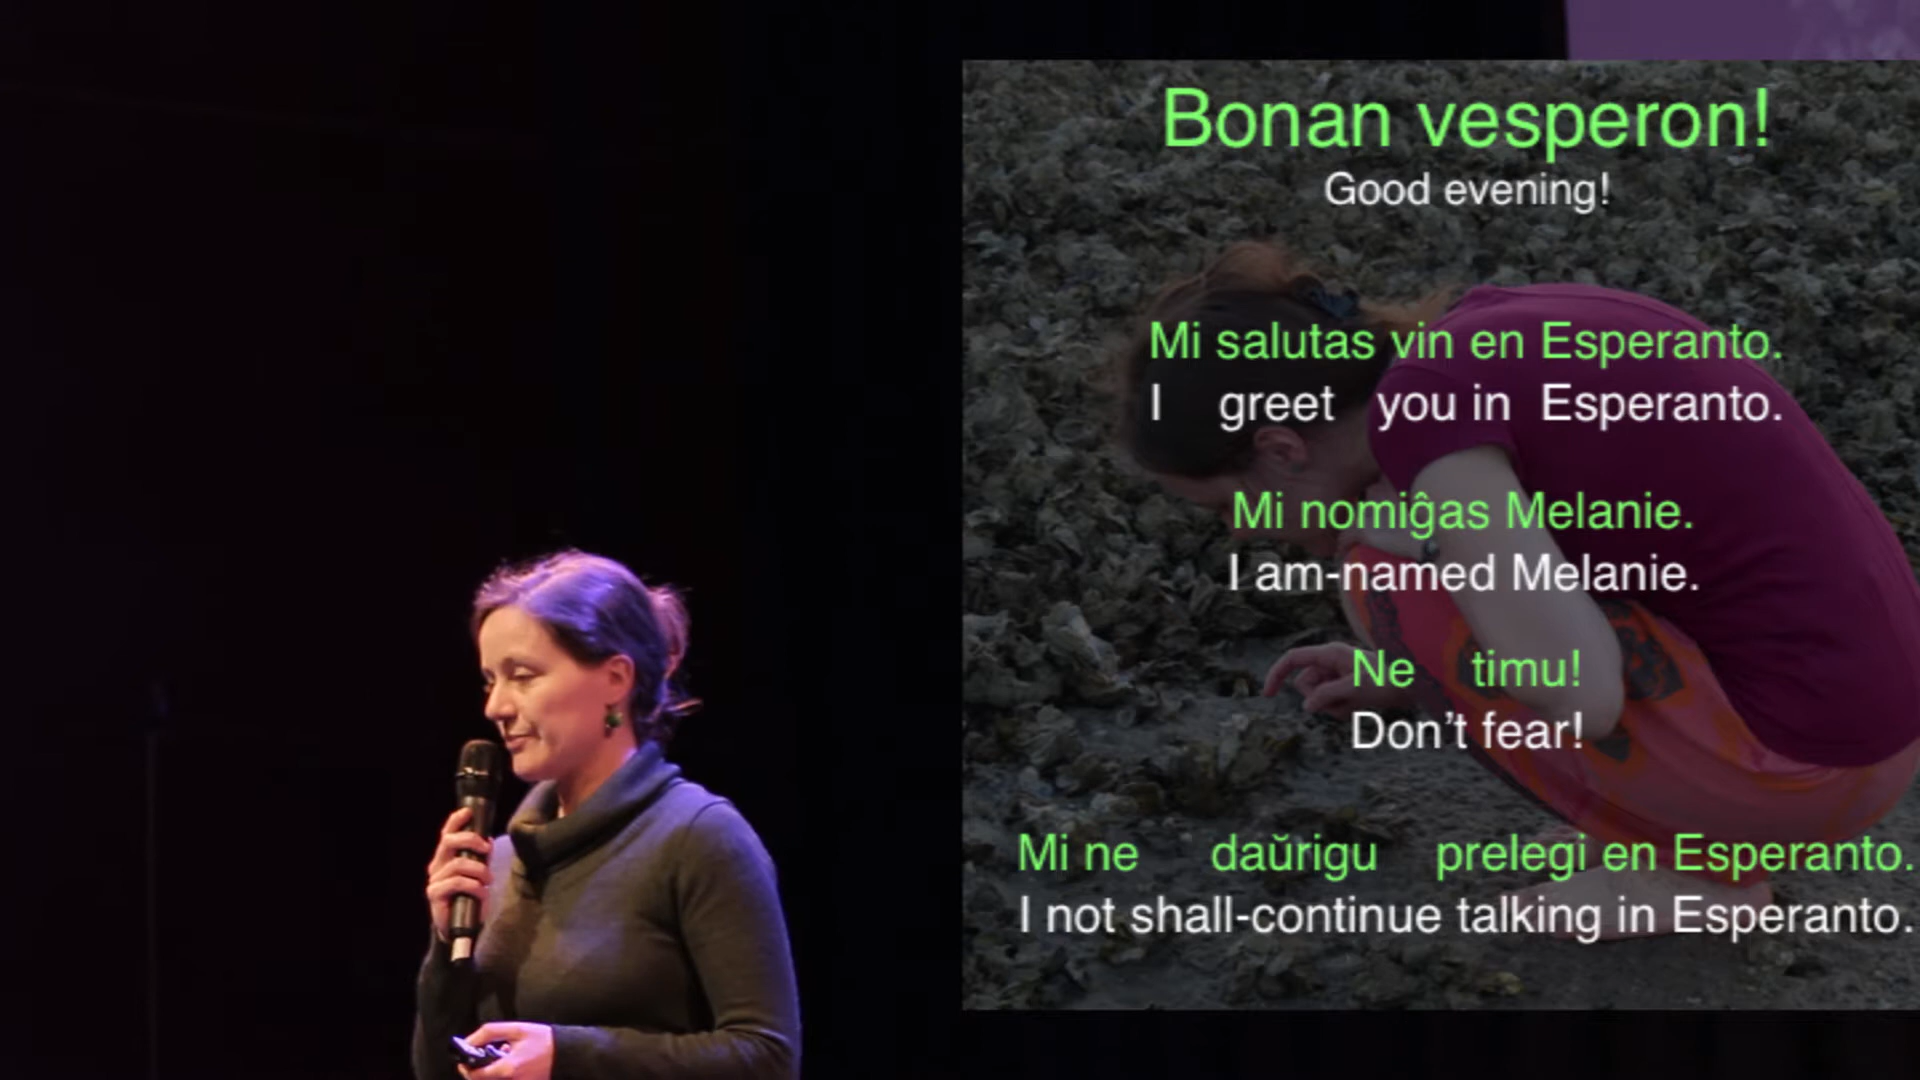 Bonan vesperon!
Good evening!
Mi salutas vin en Esperanto.
I greet you in Esperanto.
Mi nomiĝas Melanie.
I am-named Melanie.
Ne timu!
Don't fear!
Mi ne daŭrigu prelegi en Esperanto.
I not shall-continue talking in Esperanto.